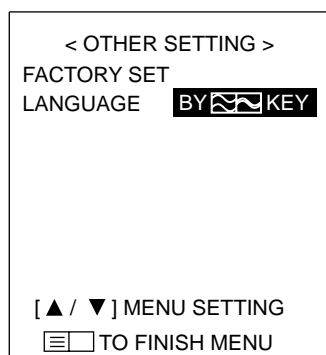 < OTHER SETTING >
FACTORY SET
LANGUAGE BY KEY
[ ▲ / ▼ ] MENU SETTING
TO FINISH MENU